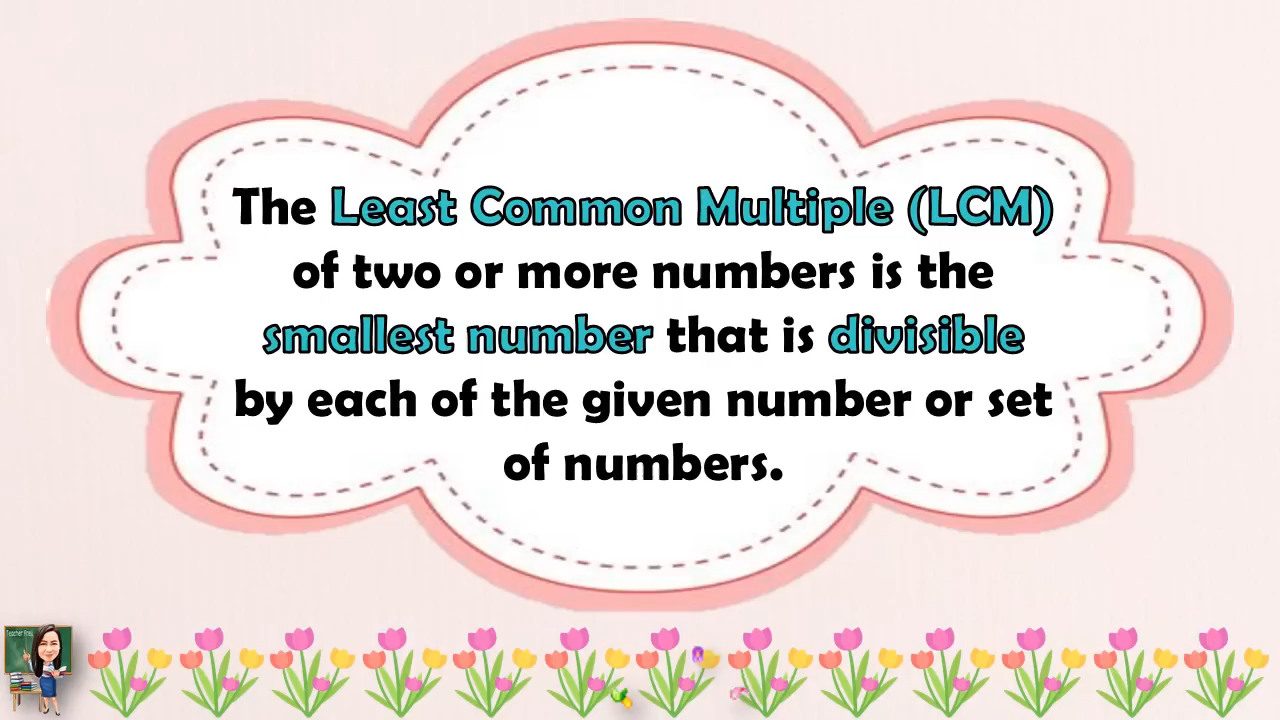 The Least Common Multiple (LCM)
of two or more numbers is the
smallest number that is divisible
by each of the given number or set
of numbers.
Teacher